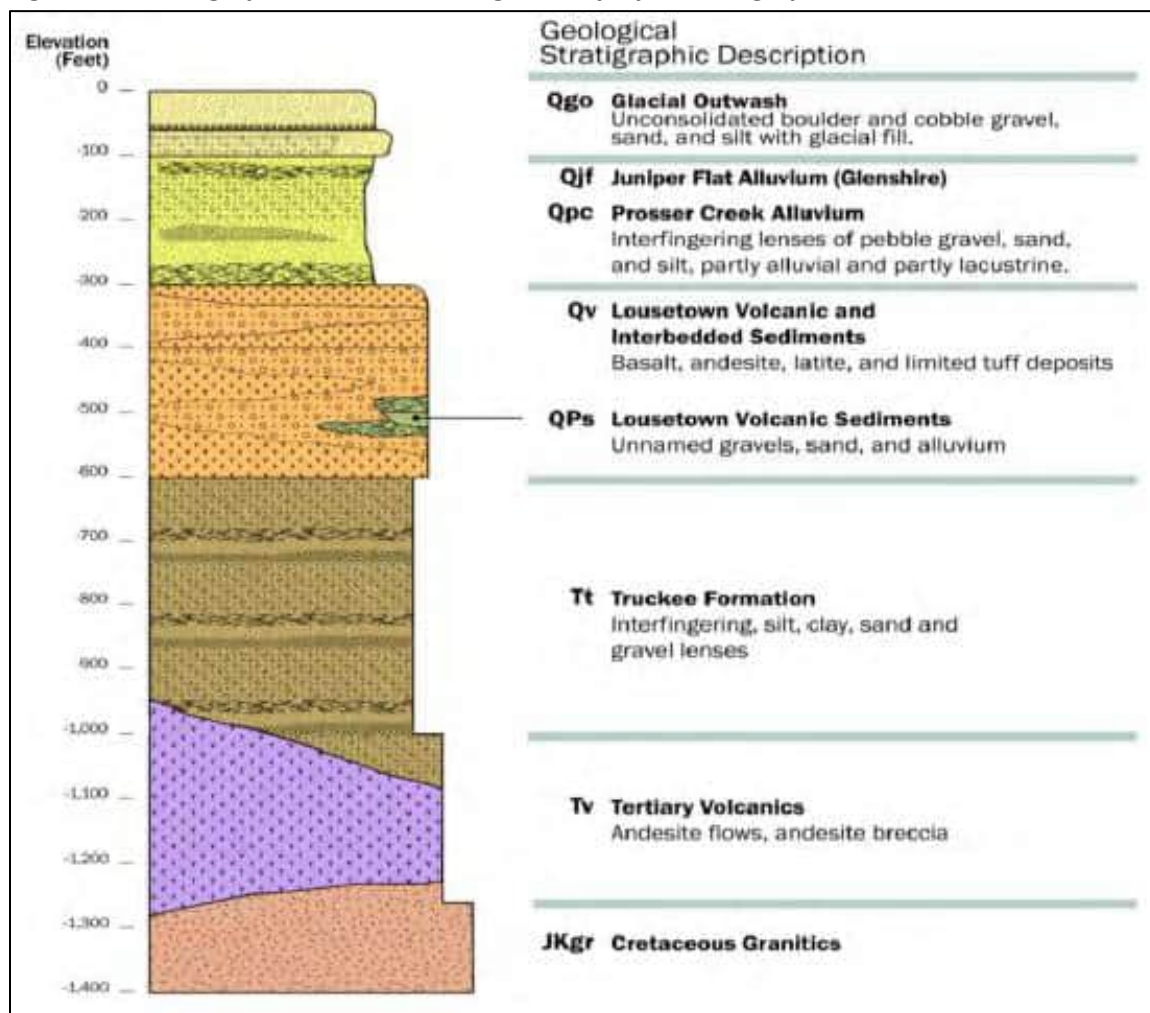 Elevation
(Feet)
0
-100
-200
-300
-400
-500
-600
-700
-800
-900
-1,000
-1,100
-1,200
-1,300
-1,400
Geological
Stratigraphic Description
Qgo Glacial Outwash
Unconsolidated boulder and cobble gravel,
sand, and silt with glacial fill.
Qjf Juniper Flat Alluvium (Glenshire)
Qpc Prosser Creek Alluvium
Interfingering lenses of pebble gravel, sand,
and silt, partly alluvial and partly lacustrine.
Qv Lousetown Volcanic and
Interbedded Sediments
Basalt, andesite, latite, and limited tuff deposits
QPs Lousetown Volcanic Sediments
Unnamed gravels, sand, and alluvium
Tt Truckee Formation
Interfingering, silt, clay, sand and
gravel lenses
Tv Tertiary Volcanics
Andesite flows, andesite breccia
JKgr Cretaceous Granitics